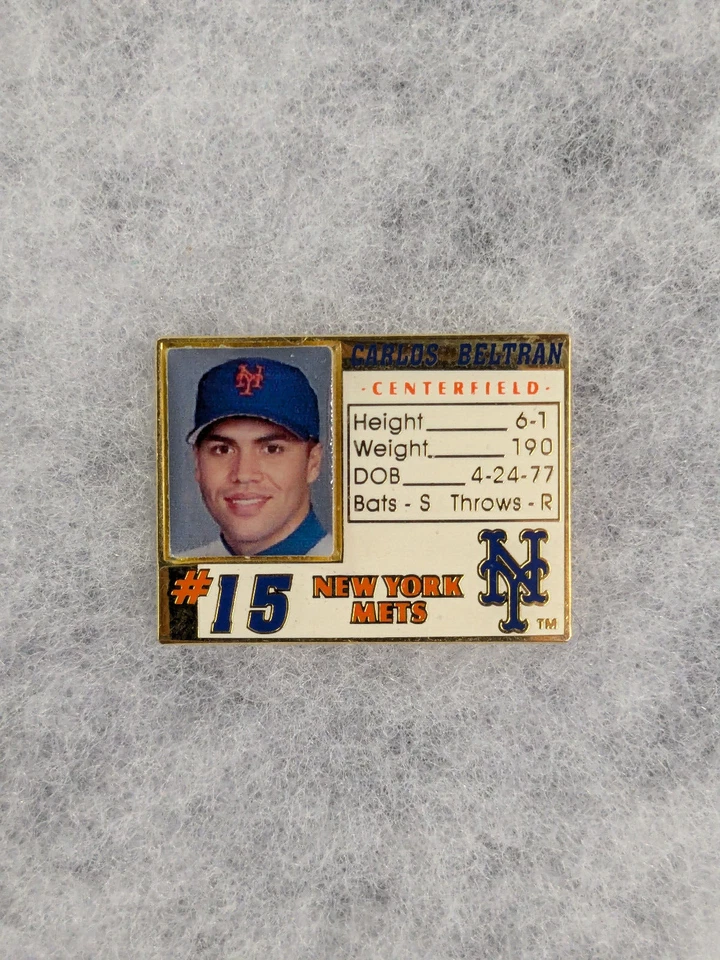 NY
CARLOS BELTRAN
-CENTERFIELD-
Height 6-1
Weight 190
DOB 4-24-77
Bats - S Throws - R
#15
NEW YORK
METS
NY
TM